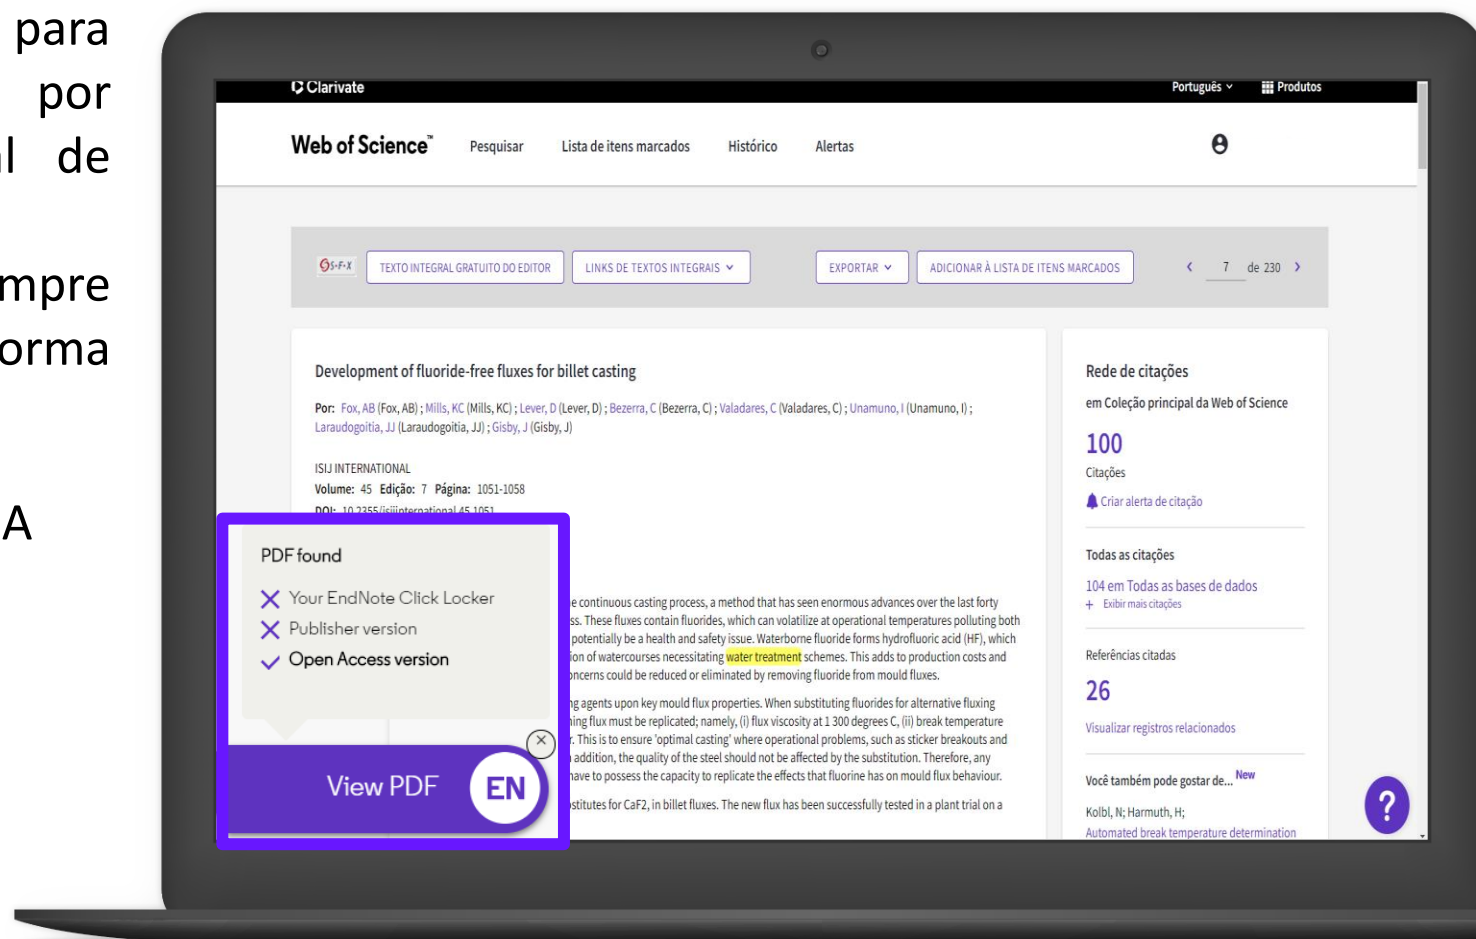 para
por
de
mpre
orma
A
Clarivate
Português
Produtos
Web of Science™
Pesquisar
Lista de itens marcados
Histórico
Alertas
S·F·X
TEXTO INTEGRAL GRATUITO DO EDITOR
LINKS DE TEXTOS INTEGRAIS
EXPORTAR
ADICIONAR À LISTA DE ITENS MARCADOS
7 de 230
Development of fluoride-free fluxes for billet casting
Por: Fox, AB (Fox, AB) ; Mills, KC (Mills, KC) ; Lever, D (Lever, D) ; Bezerra, C (Bezerra, C) ; Valadares, C (Valadares, C) ; Unamuno, I (Unamuno, I) ;
Laraudogoitia, JJ (Laraudogoitia, JJ) ; Gisby, J (Gisby, J)
ISIJ INTERNATIONAL
Volume: 45 Edição: 7 Página: 1051-1058
DOI: 10.2355/isijinternational.45.1051
PDF found
Your EndNote Click Locker
Publisher version
Open Access version
View PDF
EN
e continuous casting process, a method that has seen enormous advances over the last forty
ss. These fluxes contain fluorides, which can volatilize at operational temperatures polluting both
potentially be a health and safety issue. Waterborne fluoride forms hydrofluoric acid (HF), which
ion of watercourses necessitating water treatment schemes. This adds to production costs and
oncerns could be reduced or eliminated by removing fluoride from mould fluxes.
ng agents upon key mould flux properties. When substituting fluorides for alternative fluxing
ning flux must be replicated; namely, (i) flux viscosity at 1 300 degrees C, (ii) break temperature
r. This is to ensure 'optimal casting' where operational problems, such as sticker breakouts and
addition, the quality of the steel should not be affected by the substitution. Therefore, any
have to possess the capacity to replicate the effects that fluorine has on mould flux behaviour.
stitutes for CaF2, in billet fluxes. The new flux has been successfully tested in a plant trial on a
Rede de citações
em Coleção principal da Web of Science
100
Citações
Criar alerta de citação
Todas as citações
104 em Todas as bases de dados
+ Exibir mais citações
Referências citadas
26
Visualizar registros relacionados
Você também pode gostar de... New
Kolbl, N; Harmuth, H;
Automated break temperature determination
?